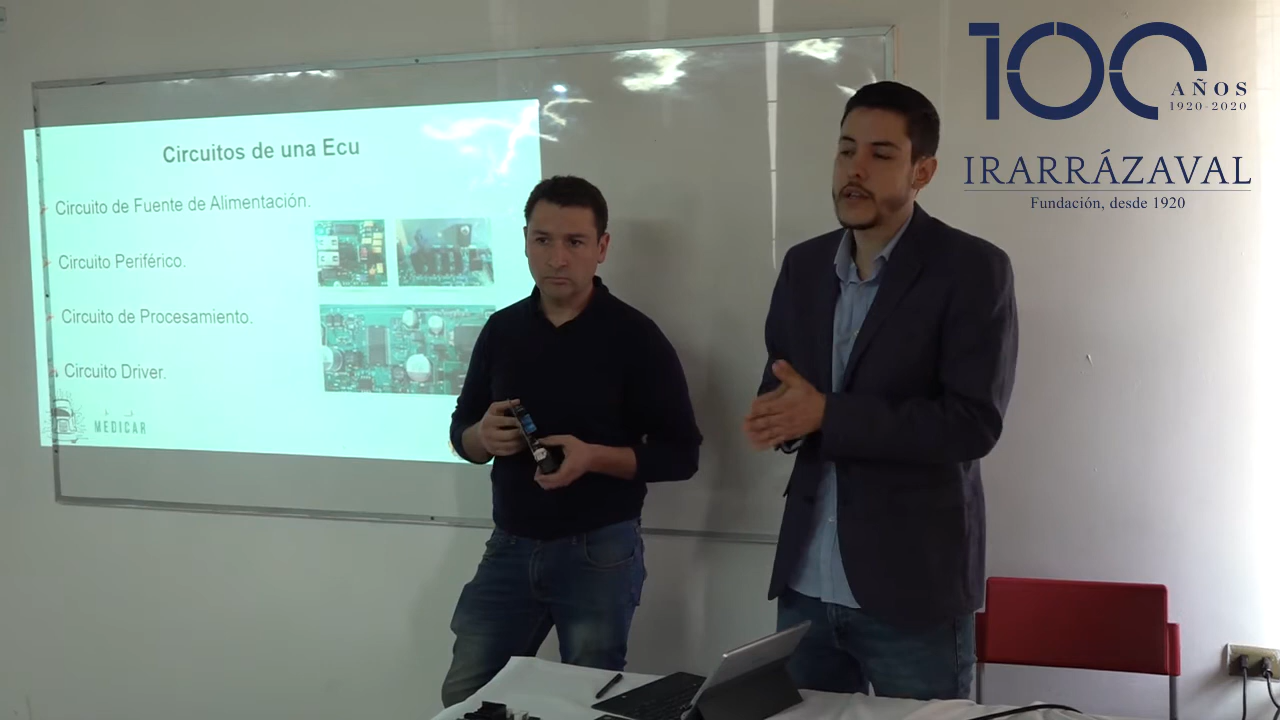 Circuitos de una Ecu
Circuito de Fuente de Alimentación.
Circuito Periférico.
Circuito de Procesamiento.
Circuito Driver.
MEDICAR
100
AÑOS
1920-2020
IRARRÁZAVAL
Fundación, desde 1920